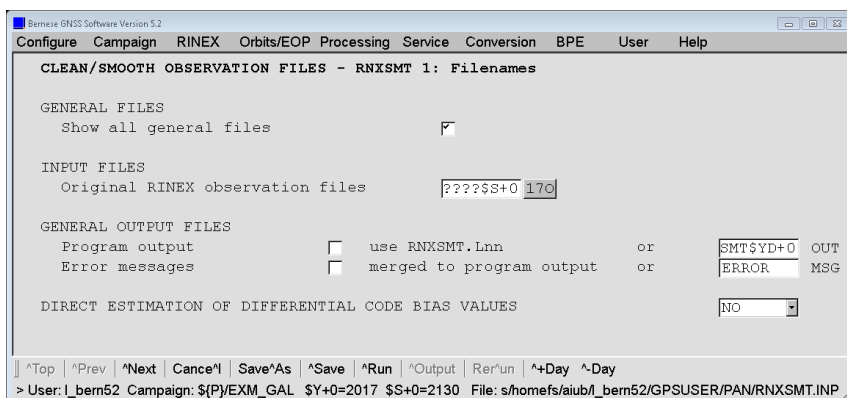 Bernese GNSS Software Version 5.2
Configure Campaign RINEX Orbits/EOP Processing Service Conversion BPE User Help
CLEAN/SMOOTH OBSERVATION FILES - RNXSMT 1: Filenames
GENERAL FILES
Show all general files
INPUT FILES
Original RINEX observation files ????$S+0 17O
GENERAL OUTPUT FILES
Program output use RNXSMT.Lnn or SMT$YD+0 OUT
Error messages merged to program output or ERROR MSG
DIRECT ESTIMATION OF DIFFERENTIAL CODE BIAS VALUES NO
^Top ^Prev ^Next Cance^l Save^As ^Save ^Run ^Output Rer^un ^+Day ^-Day
> User: l_bern52 Campaign: ${P}/EXM_GAL $Y+0=2017 $S+0=2130 File: s/homefs/aiub/l_bern52/GPSUSER/PAN/RNXSMT.INP